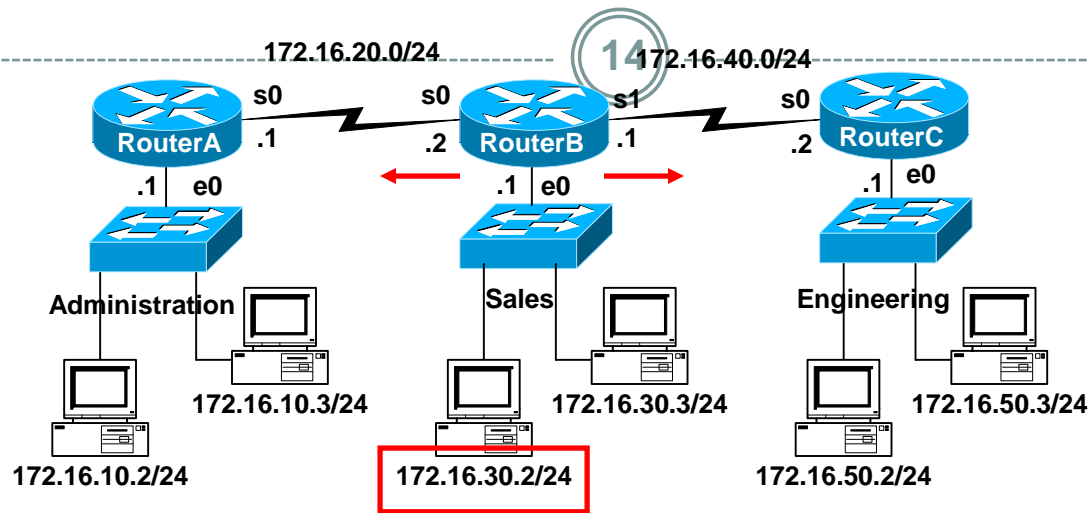 172.16.20.0/24
14
172.16.40.0/24
s0
s0
s1
s0
RouterA
.1
.2
RouterB
.1
.2
RouterC
.1
e0
.1
e0
.1
e0
Administration
Sales
Engineering
172.16.10.3/24
172.16.30.3/24
172.16.50.3/24
172.16.10.2/24
172.16.30.2/24
172.16.50.2/24